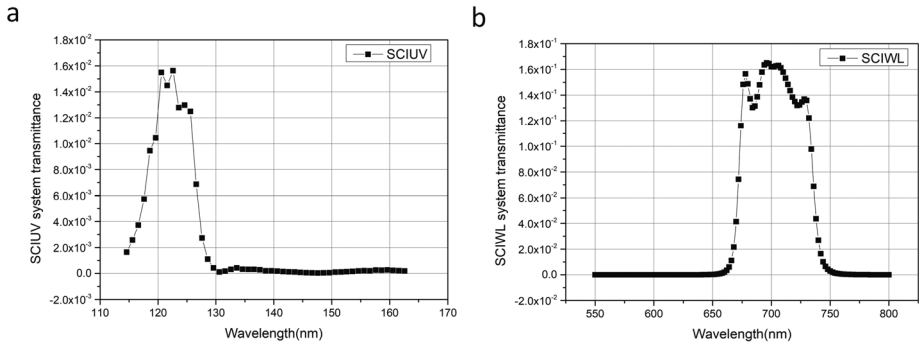 a
SCIUV system transmittance
1.8x10⁻²
1.6x10⁻²
1.4x10⁻²
1.2x10⁻²
1.0x10⁻²
8.0x10⁻³
6.0x10⁻³
4.0x10⁻³
2.0x10⁻³
0.0
-2.0x10⁻³
SCIUV
110 120 130 140 150 160 170
Wavelength(nm)
b
SCIWL system transmittance
1.8x10⁻¹
1.6x10⁻¹
1.4x10⁻¹
1.2x10⁻¹
1.0x10⁻¹
8.0x10⁻²
6.0x10⁻²
4.0x10⁻²
2.0x10⁻²
0.0
-2.0x10⁻²
SCIWL
550 600 650 700 750 800
Wavelength(nm)